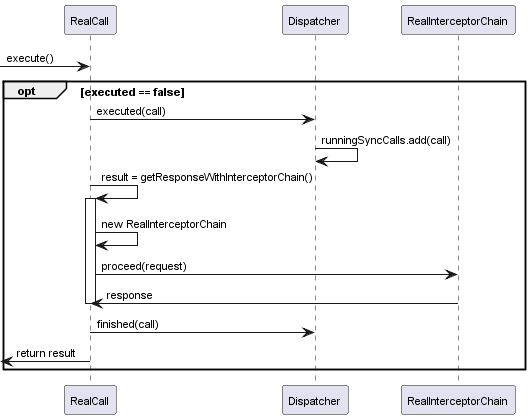 RealCall
Dispatcher
RealInterceptorChain
execute()
opt
[executed == false]
executed(call)
runningSyncCalls.add(call)
result = getResponseWithInterceptorChain()
new RealInterceptorChain
proceed(request)
response
finished(call)
return result
RealCall
Dispatcher
RealInterceptorChain